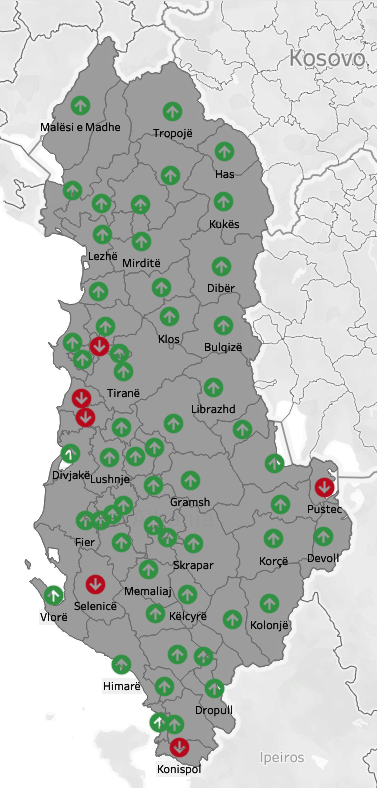 Kosovo
Malësi e Madhe
Tropojë
Has
Kukës
Lezhë
Mirditë
Dibër
Klos
Bulqizë
Tiranë
Librazhd
Divjakë
Lushnje
Gramsh
Pustec
Fier
Skrapar
Korçë
Devoll
Memaliaj
Selenicë
Këlcyrë
Vlorë
Kolonjë
Himarë
Dropull
Konispol
Ipeiros